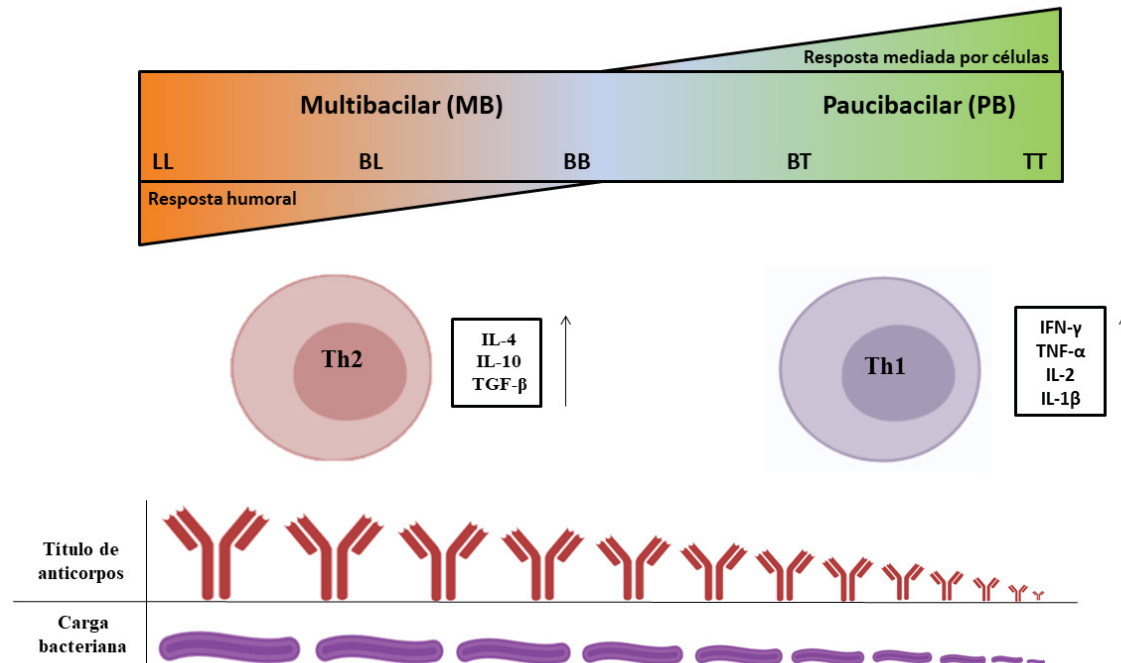 Resposta mediada por células
Multibacilar (MB)
Paucibacilar (PB)
LL
BL
BB
BT
TT
Resposta humoral
Th2
IL-4
IL-10
TGF-β
Th1
IFN-γ
TNF-α
IL-2
IL-1β
Título de
anticorpos
Carga
bacteriana